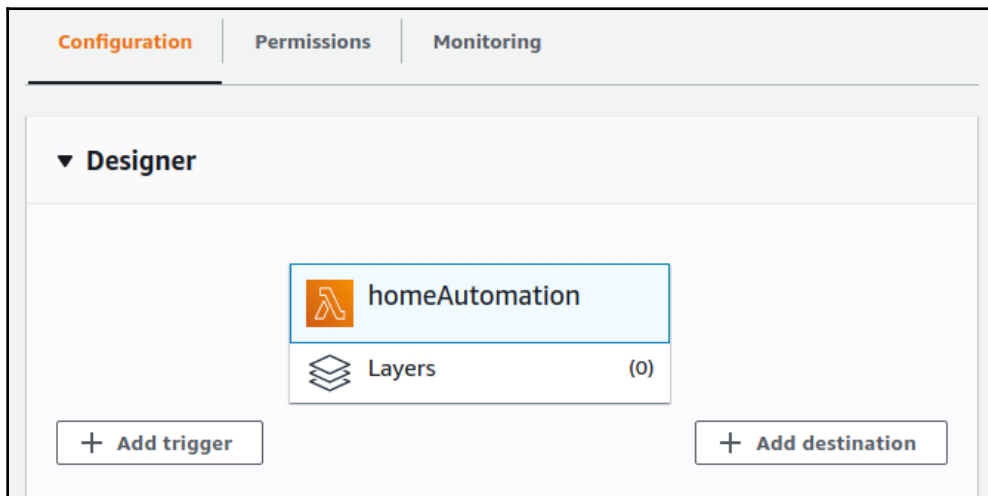 Configuration Permissions Monitoring
Designer
homeAutomation
Layers (0)
Add trigger Add destination